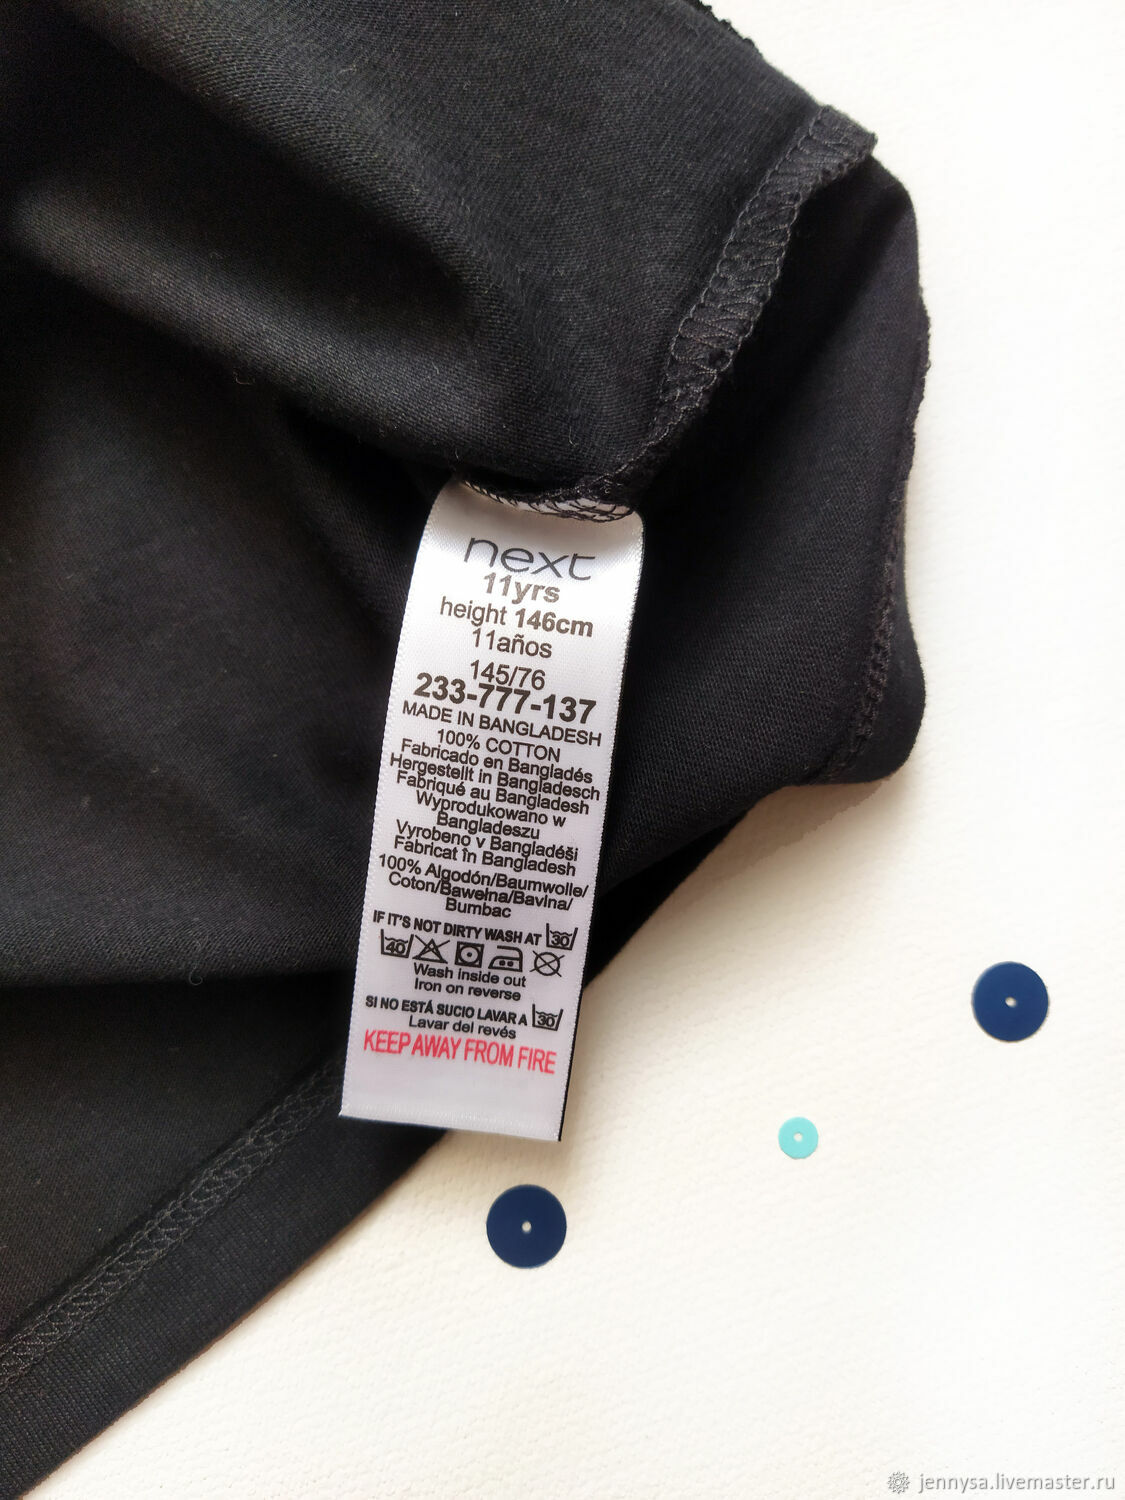 next
11yrs
height 146cm
11años
145/76
233-777-137
MADE IN BANGLADESH
100% COTTON
Fabricado en Bangladés
Hergestellt in Bangladesch
Fabriqué au Bangladesh
Wyprodukowano w
Bangladeszu
Vyrobeno v Bangladéši
Fabricat în Bangladesh
100% Algodón/Baumwolle/
Coton/Bawełna/Bavlna/
Bumbac
IF IT'S NOT DIRTY WASH AT 30
40
Wash inside out
Iron on reverse
SI NO ESTÁ SUCIO LAVAR A 30
Lavar del revés
KEEP AWAY FROM FIRE
jennysa.livemaster.ru